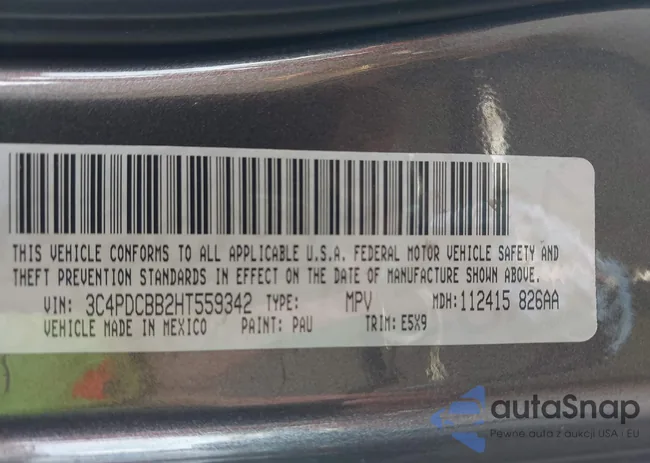 THIS VEHICLE CONFORMS TO ALL APPLICABLE U.S.A. FEDERAL MOTOR VEHICLE SAFETY AND
THEFT PREVENTION STANDARDS IN EFFECT ON THE DATE OF MANUFACTURE SHOWN ABOVE.
VIN: 3C4PDCBB2HT559342 TYPE: MPV MDH: 112415 826AA
VEHICLE MADE IN MEXICO PAINT: PAU TRIM: E5X9
autaSnap
Pewne auta z aukcji USA i EU